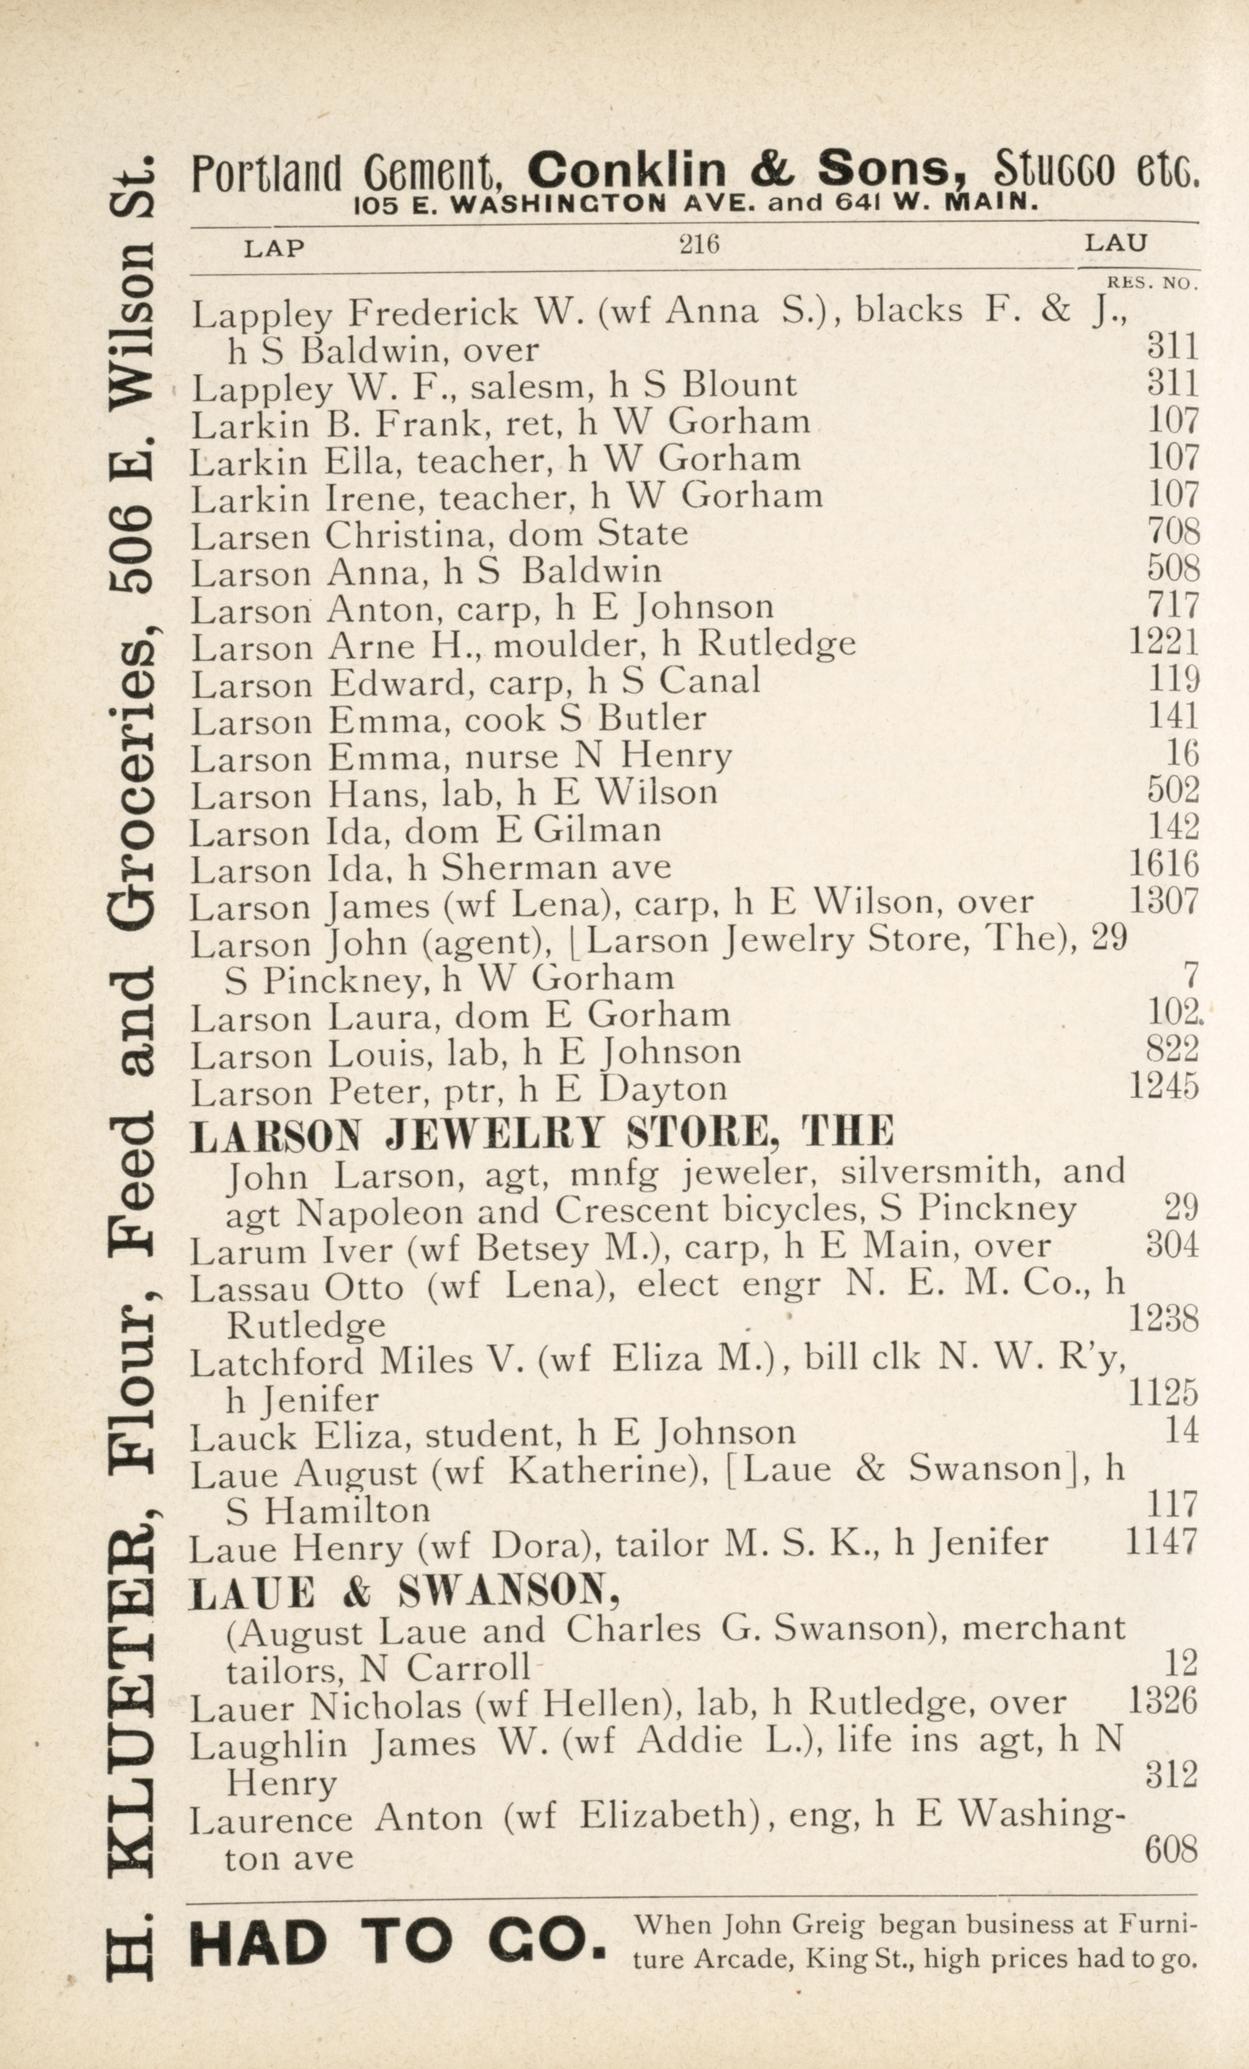 Portland Cement, Conklin & Sons, Stucco etc.
105 E. WASHINGTON AVE. and 641 W. MAIN.
LAP 216 LAU
RES. NO.
Lappley Frederick W. (wf Anna S.), blacks F. & J.,
h S Baldwin, over 311
Lappley W. F., salesm, h S Blount 311
Larkin B. Frank, ret, h W Gorham 107
Larkin Ella, teacher, h W Gorham 107
Larkin Irene, teacher, h W Gorham 107
Larsen Christina, dom State 708
Larson Anna, h S Baldwin 508
Larson Anton, carp, h E Johnson 717
Larson Arne H., moulder, h Rutledge 1221
Larson Edward, carp, h S Canal 119
Larson Emma, cook S Butler 141
Larson Emma, nurse N Henry 16
Larson Hans, lab, h E Wilson 502
Larson Ida, dom E Gilman 142
Larson Ida, h Sherman ave 1616
Larson James (wf Lena), carp, h E Wilson, over 1307
Larson John (agent), [Larson Jewelry Store, The), 29
S Pinckney, h W Gorham 7
Larson Laura, dom E Gorham 102.
Larson Louis, lab, h E Johnson 822
Larson Peter, ptr, h E Dayton 1245
LARSON JEWELRY STORE, THE
John Larson, agt, mnfg jeweler, silversmith, and
agt Napoleon and Crescent bicycles, S Pinckney 29
Larum Iver (wf Betsey M.), carp, h E Main, over 304
Lassau Otto (wf Lena), elect engr N. E. M. Co., h
Rutledge 1238
Latchford Miles V. (wf Eliza M.), bill clk N. W. R'y,
h Jenifer 1125
Lauck Eliza, student, h E Johnson 14
Laue August (wf Katherine), [Laue & Swanson], h
S Hamilton 117
Laue Henry (wf Dora), tailor M. S. K., h Jenifer 1147
LAUE & SWANSON,
(August Laue and Charles G. Swanson), merchant
tailors, N Carroll 12
Lauer Nicholas (wf Hellen), lab, h Rutledge, over 1326
Laughlin James W. (wf Addie L.), life ins agt, h N
Henry 312
Laurence Anton (wf Elizabeth), eng, h E Washing-
ton ave 608
HAD TO GO. When John Greig began business at Furni-
ture Arcade, King St., high prices had to go.
H. KLUETER, Flour, Feed and Groceries, 506 E. Wilson St.